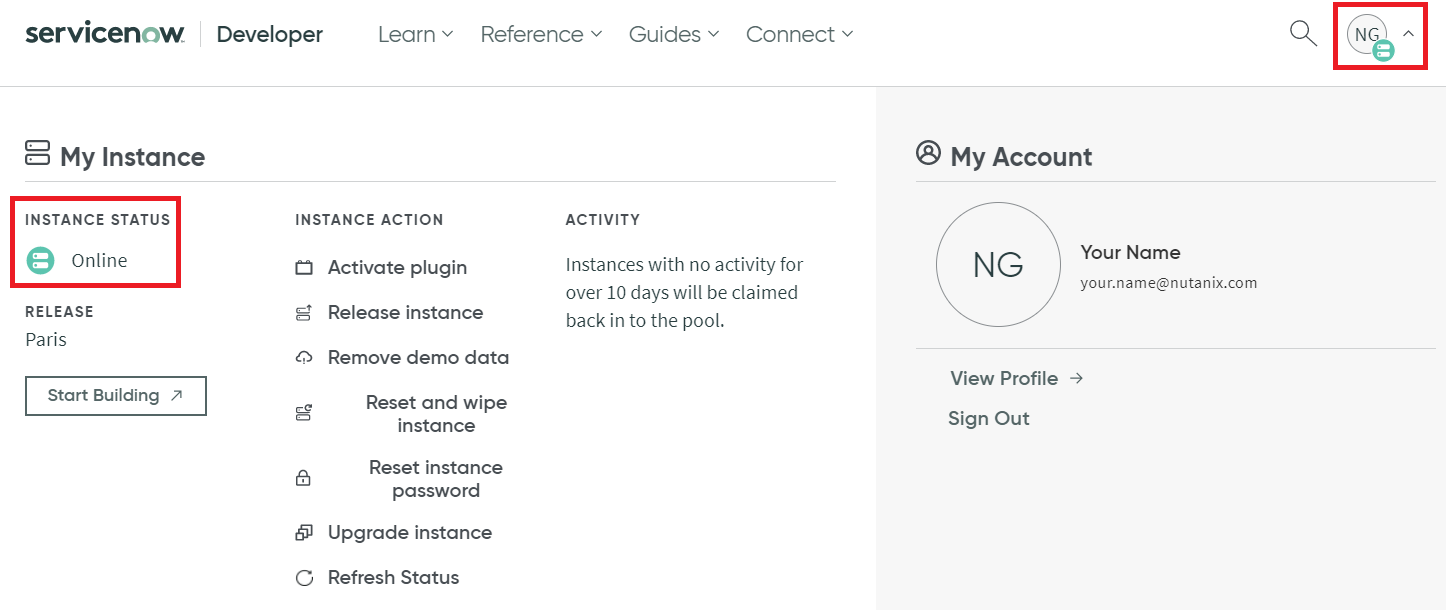 servicenow Developer Learn Reference Guides Connect NG
My Instance
INSTANCE STATUS
Online
RELEASE
Paris
Start Building
INSTANCE ACTION
Activate plugin
Release instance
Remove demo data
Reset and wipe
instance
Reset instance
password
Upgrade instance
Refresh Status
ACTIVITY
Instances with no activity for
over 10 days will be claimed
back in to the pool.
My Account
NG
Your Name
your.name@nutanix.com
View Profile
Sign Out